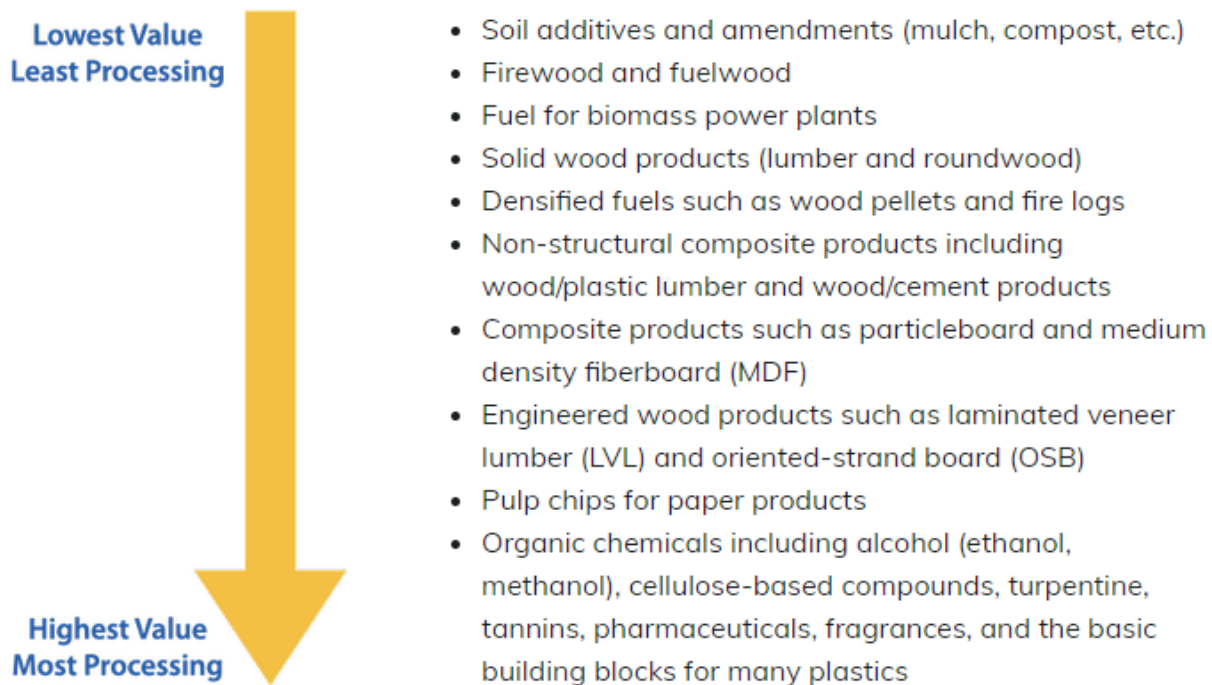 Lowest Value
Least Processing
• Soil additives and amendments (mulch, compost, etc.)
• Firewood and fuelwood
• Fuel for biomass power plants
• Solid wood products (lumber and roundwood)
• Densified fuels such as wood pellets and fire logs
• Non-structural composite products including
wood/plastic lumber and wood/cement products
• Composite products such as particleboard and medium
density fiberboard (MDF)
• Engineered wood products such as laminated veneer
lumber (LVL) and oriented-strand board (OSB)
• Pulp chips for paper products
• Organic chemicals including alcohol (ethanol,
methanol), cellulose-based compounds, turpentine,
tannins, pharmaceuticals, fragrances, and the basic
building blocks for many plastics
Highest Value
Most Processing